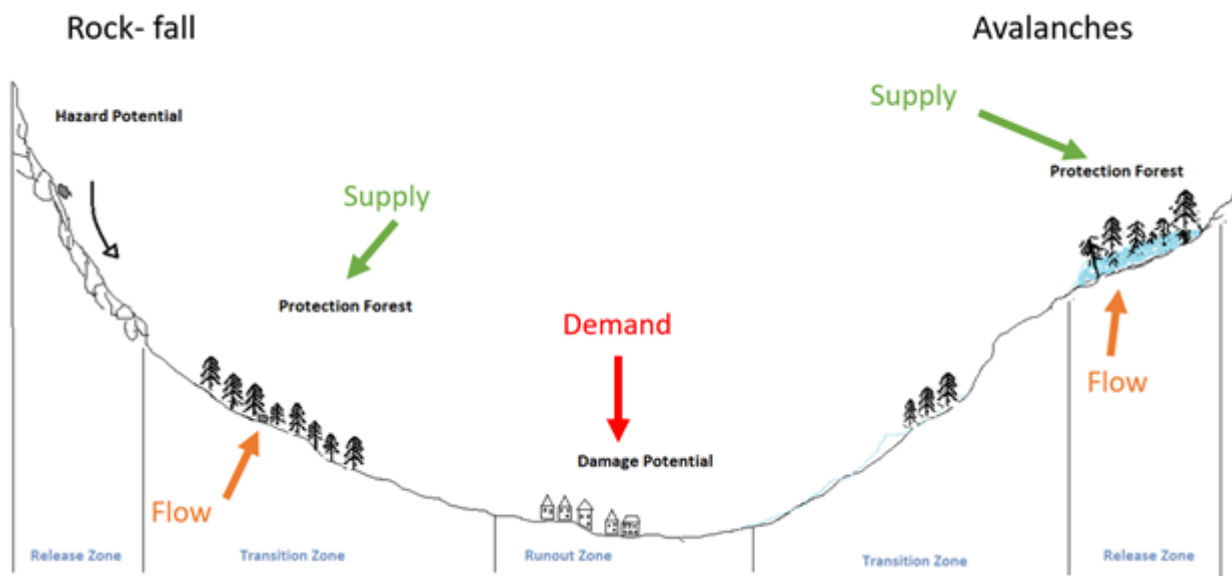 Rock- fall
Avalanches
Hazard Potential
Supply
Protection Forest
Supply
Protection Forest
Demand
Damage Potential
Flow
Flow
Release Zone
Transition Zone
Runout Zone
Transition Zone
Release Zone